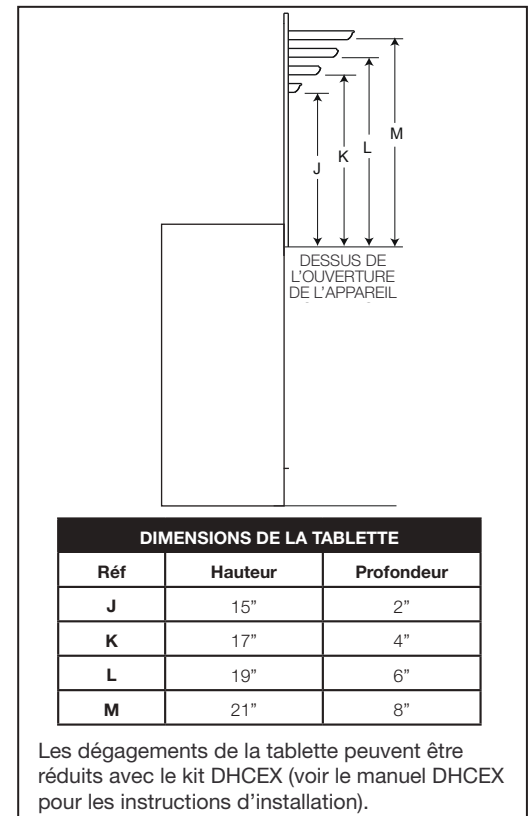 M
L
K
J
DESSUS DE
L'OUVERTURE
DE L'APPAREIL
DIMENSIONS DE LA TABLETTE
Réf Hauteur Profondeur
J 15" 2"
K 17" 4"
L 19" 6"
M 21" 8"
Les dégagements de la tablette peuvent être
réduits avec le kit DHCEX (voir le manuel DHCEX
pour les instructions d'installation).